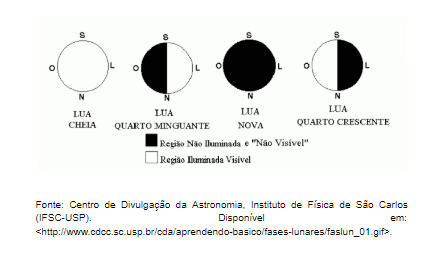 S S S S
O L O L O L O L
N N N N
LUA LUA LUA LUA
CHEIA QUARTO MINGUANTE NOVA QUARTO CRESCENTE
Região Não Iluminada e "Não Visível"
Região Iluminada Visível
Fonte: Centro de Divulgação da Astronomia, Instituto de Física de São Carlos
(IFSC-USP). Disponível em:
<http://www.cdcc.sc.usp.br/cda/aprendendo-basico/fases-lunares/faslun_01.gif>.